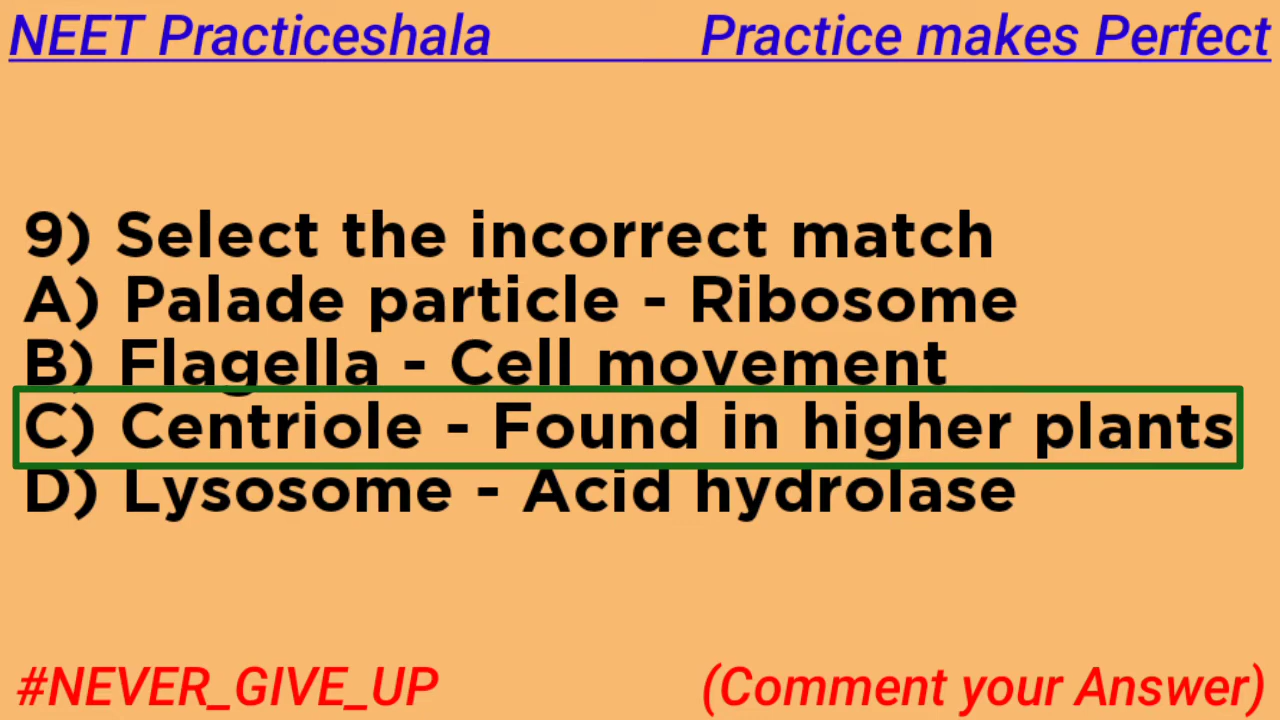 NEET Practiceshala Practice makes Perfect
9) Select the incorrect match
A) Palade particle - Ribosome
B) Flagella - Cell movement
C) Centriole - Found in higher plants
D) Lysosome - Acid hydrolase
#NEVER_GIVE_UP (Comment your Answer)